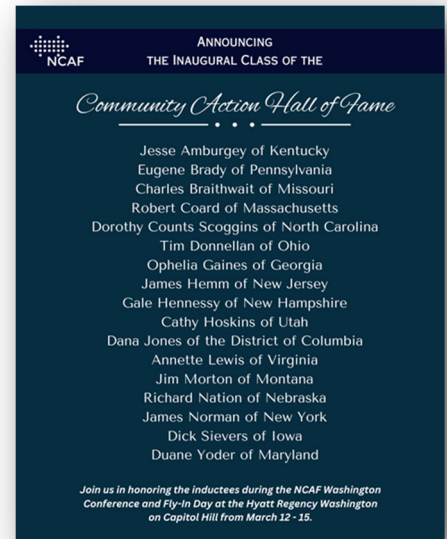 NCAF
ANNOUNCING
THE INAUGURAL CLASS OF THE
Community Action Hall of Fame
Jesse Amburgey of Kentucky
Eugene Brady of Pennsylvania
Charles Braithwait of Missouri
Robert Coard of Massachusetts
Dorothy Counts Scoggins of North Carolina
Tim Donnellan of Ohio
Ophelia Gaines of Georgia
James Hemm of New Jersey
Gale Hennessy of New Hampshire
Cathy Hoskins of Utah
Dana Jones of the District of Columbia
Annette Lewis of Virginia
Jim Morton of Montana
Richard Nation of Nebraska
James Norman of New York
Dick Sievers of Iowa
Duane Yoder of Maryland
Join us in honoring the inductees during the NCAF Washington
Conference and Fly-In Day at the Hyatt Regency Washington
on Capitol Hill from March 12 - 15.